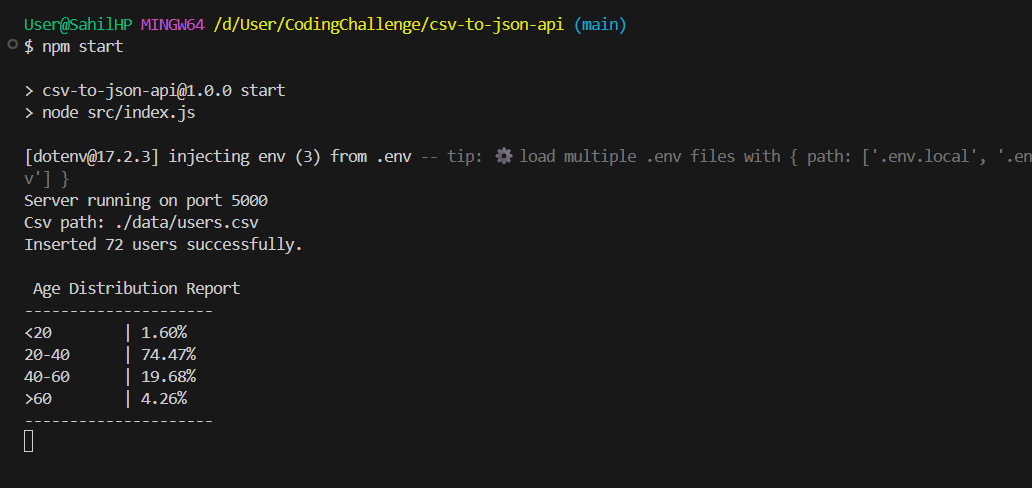 User@SahilHP MINGW64 /d/User/CodingChallenge/csv-to-json-api (main)
$ npm start
> csv-to-json-api@1.0.0 start
> node src/index.js
[dotenv@17.2.3] injecting env (3) from .env -- tip: ⚙️ load multiple .env files with { path: ['.env.local', '.en
v'] }
Server running on port 5000
Csv path: ./data/users.csv
Inserted 72 users successfully.
Age Distribution Report
---------------------
<20        | 1.60%
20-40      | 74.47%
40-60      | 19.68%
>60        | 4.26%
---------------------